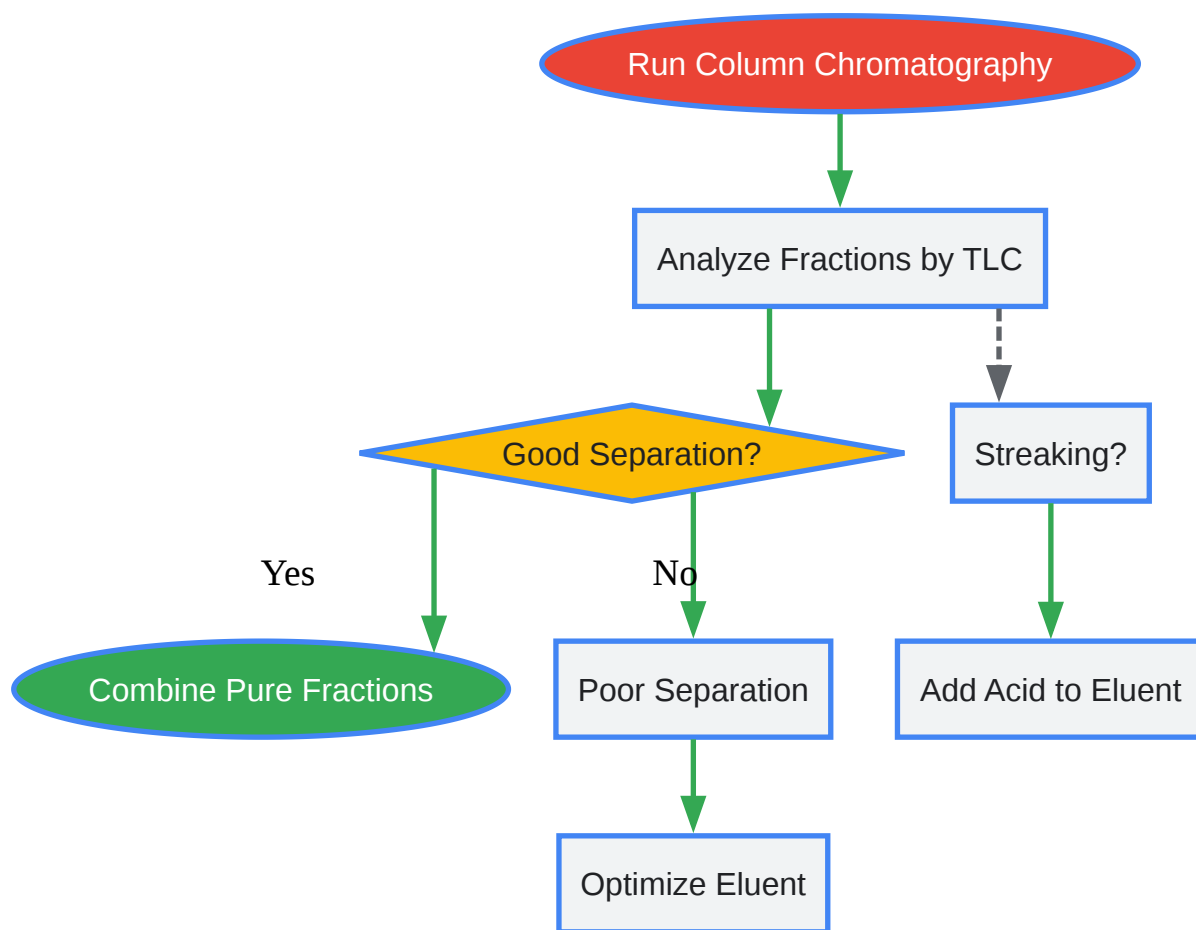 Run Column Chromatography
Analyze Fractions by TLC
Good Separation?
Streaking?
Yes
No
Combine Pure Fractions
Poor Separation
Add Acid to Eluent
Optimize Eluent